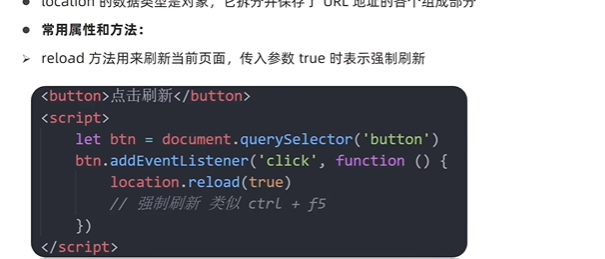 location 的数据类型是对象，它拆分并保存了 URL 地址的各个组成部分
常用属性和方法：
reload 方法用来刷新当前页面，传入参数 true 时表示强制刷新
<button>点击刷新</button>
<script>
let btn = document.querySelector('button')
btn.addEventListener('click', function () {
location.reload(true)
// 强制刷新 类似 ctrl + f5
})
</script>